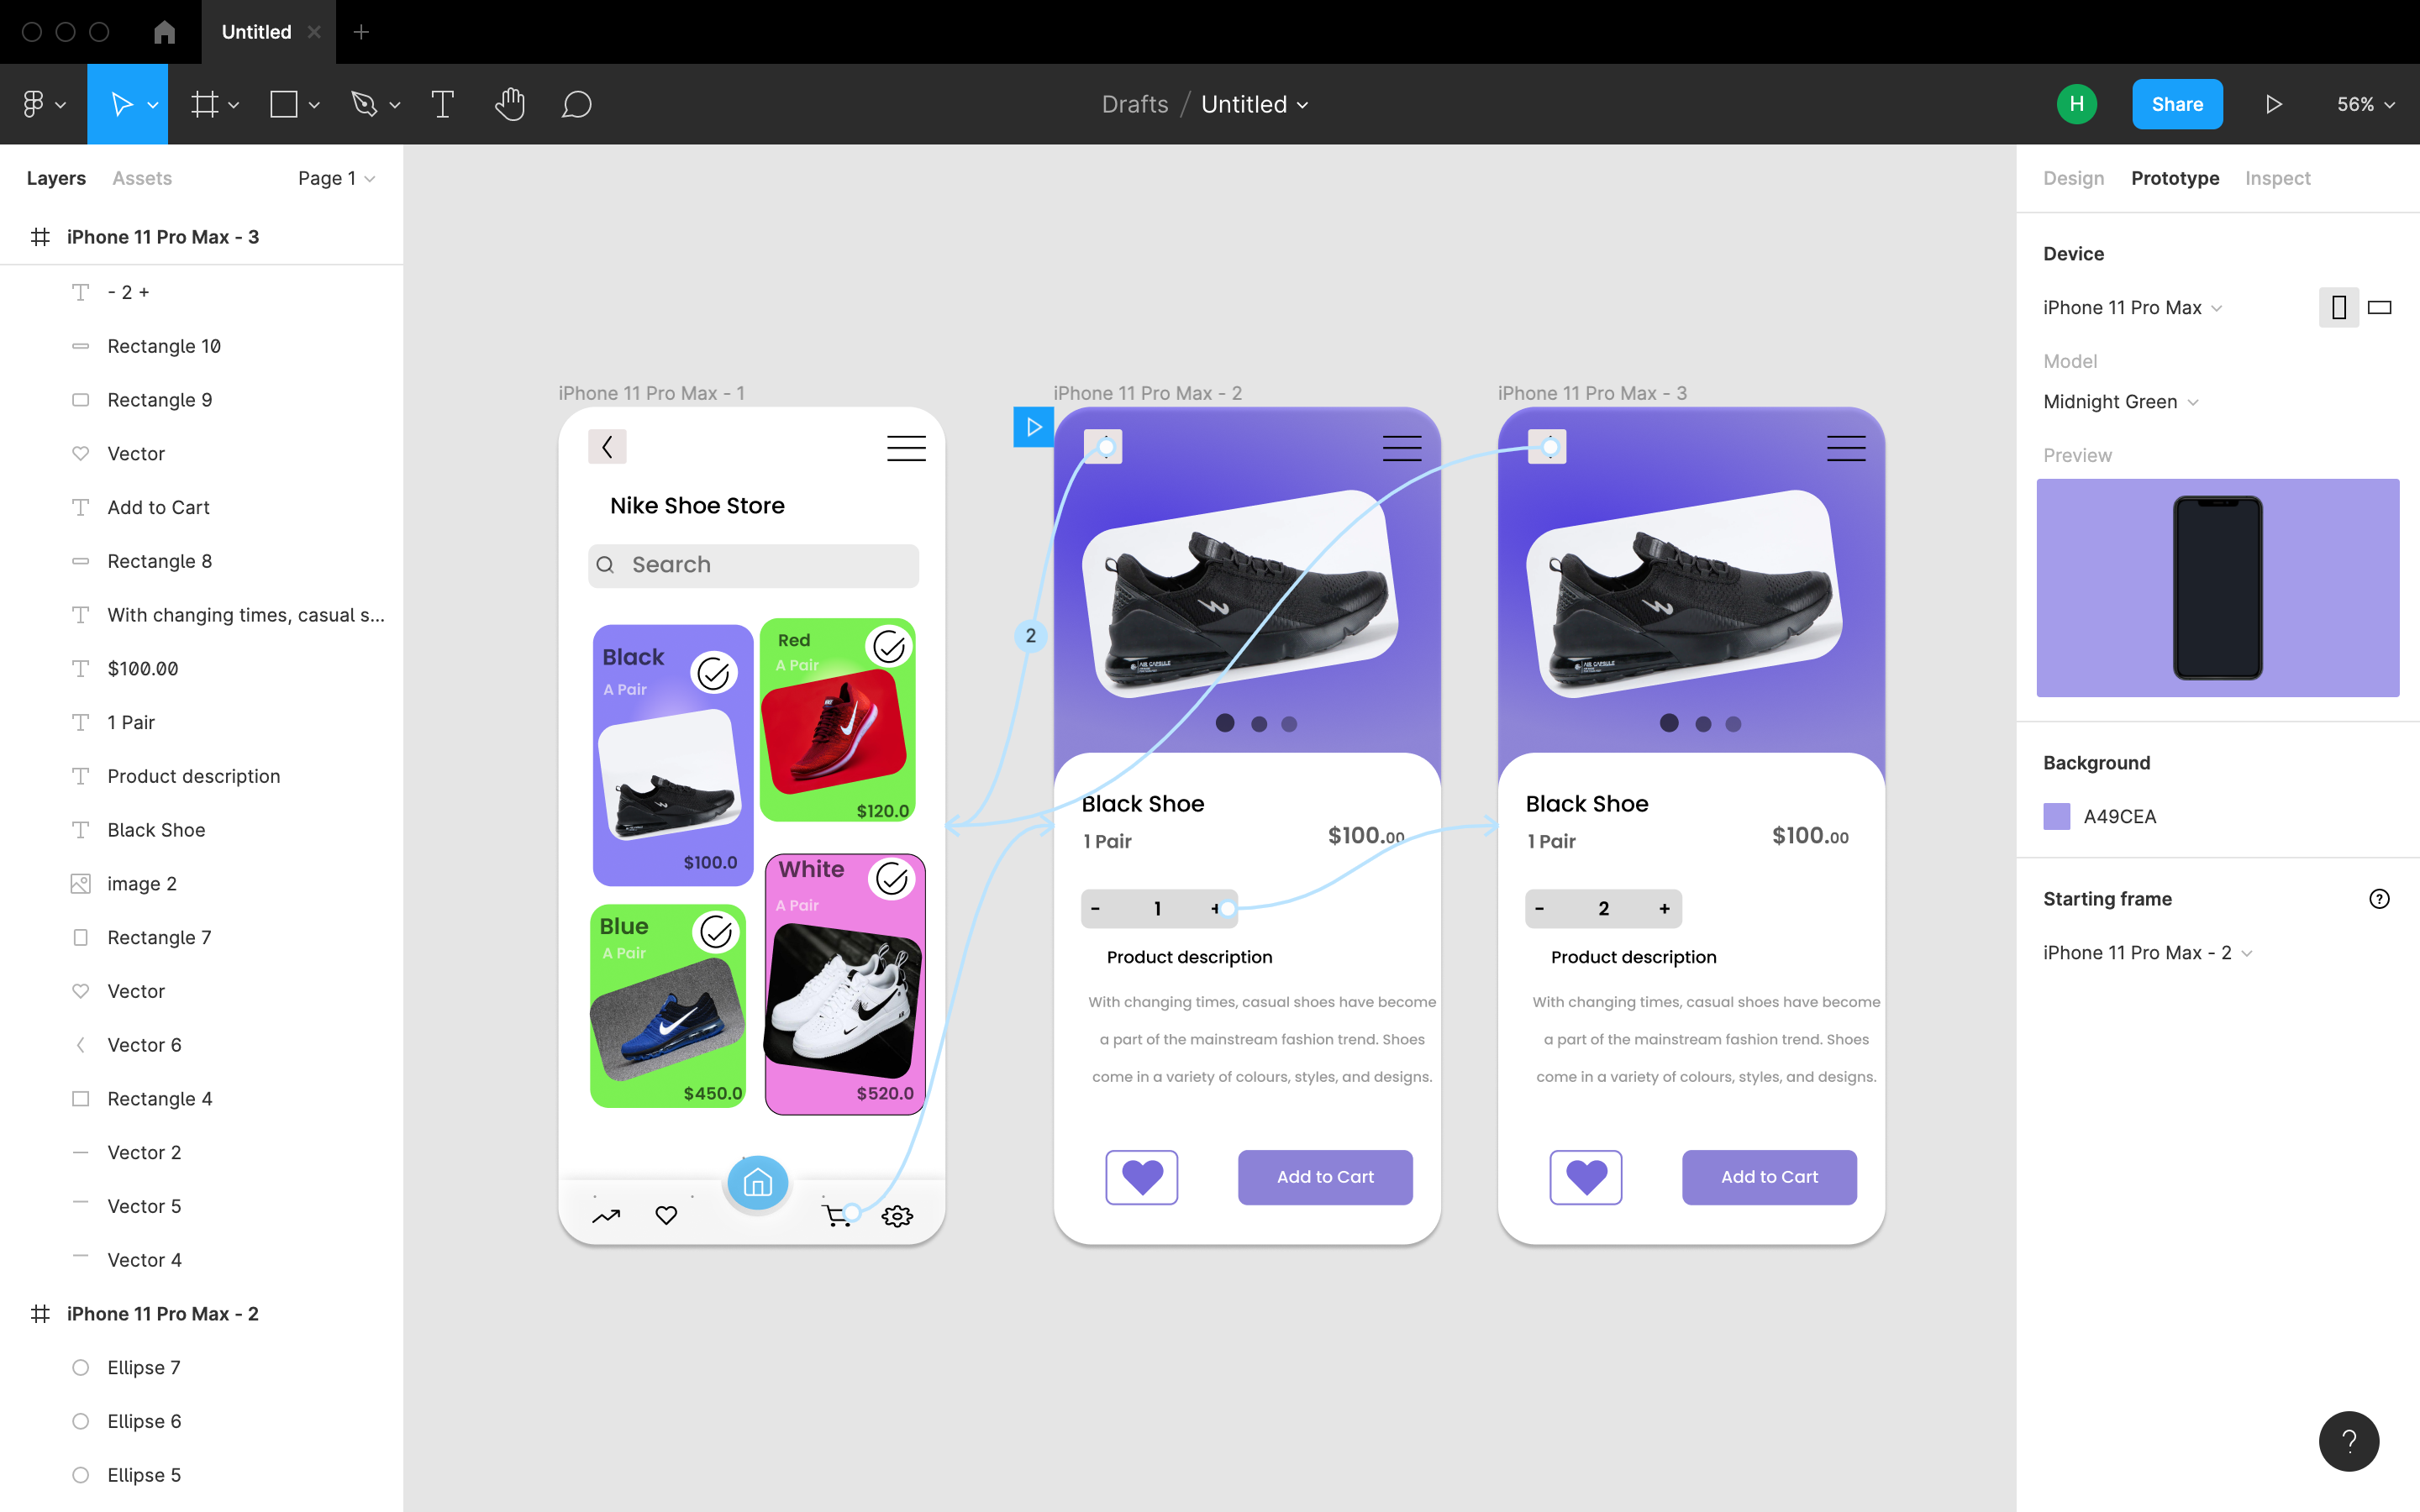 Untitled
Drafts / Untitled
H
Share
56%
Layers
Assets
Page 1
iPhone 11 Pro Max - 3
- 2 +
Rectangle 10
Rectangle 9
Vector
Add to Cart
Rectangle 8
With changing times, casual s...
$100.00
1 Pair
Product description
Black Shoe
image 2
Rectangle 7
Vector
Vector 6
Rectangle 4
Vector 2
Vector 5
Vector 4
iPhone 11 Pro Max - 2
Ellipse 7
Ellipse 6
Ellipse 5
iPhone 11 Pro Max - 1
Nike Shoe Store
Search
Black
A Pair
$100.0
Red
A Pair
$120.0
Blue
A Pair
$450.0
White
A Pair
$520.0
2
iPhone 11 Pro Max - 2
AIR CAPSULE
Black Shoe
1 Pair
$100.00
- 1 +
Product description
With changing times, casual shoes have become
a part of the mainstream fashion trend. Shoes
come in a variety of colours, styles, and designs.
Add to Cart
iPhone 11 Pro Max - 3
AIR CAPSULE
Black Shoe
1 Pair
$100.00
- 2 +
Product description
With changing times, casual shoes have become
a part of the mainstream fashion trend. Shoes
come in a variety of colours, styles, and designs.
Add to Cart
Design
Prototype
Inspect
Device
iPhone 11 Pro Max
Model
Midnight Green
Preview
Background
A49CEA
Starting frame
?
iPhone 11 Pro Max - 2
?